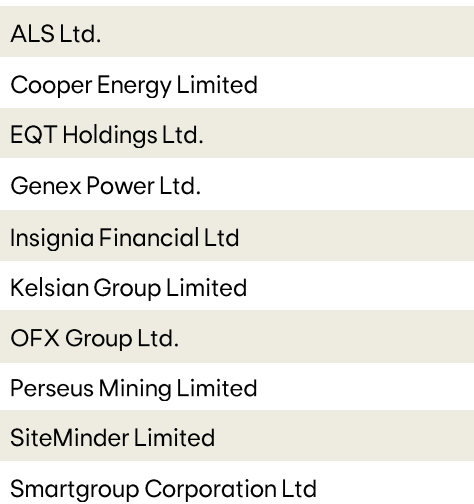 ALS Ltd.
Cooper Energy Limited
EQT Holdings Ltd.
Genex Power Ltd.
Insignia Financial Ltd
Kelsian Group Limited
OFX Group Ltd.
Perseus Mining Limited
SiteMinder Limited
Smartgroup Corporation Ltd